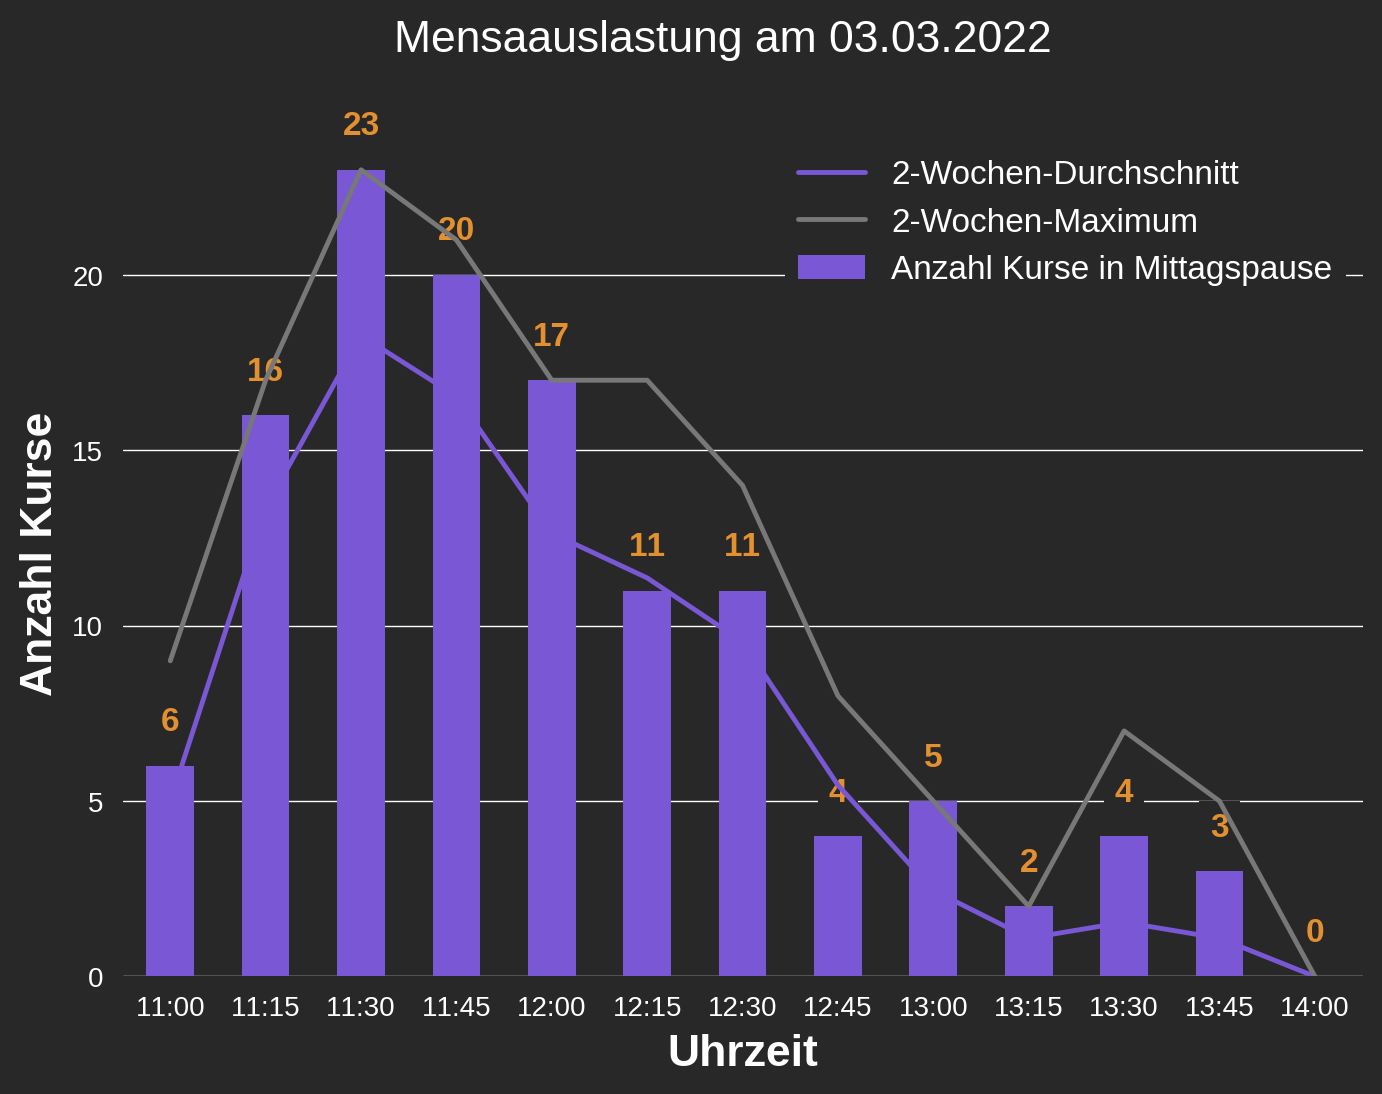 Mensaauslastung am 03.03.2022
23
2-Wochen-Durchschnitt
2-Wochen-Maximum
Anzahl Kurse in Mittagspause
20
16
17
11
11
6
5
4
4
3
2
0
20
15
10
5
0
Anzahl Kurse
11:00 11:15 11:30 11:45 12:00 12:15 12:30 12:45 13:00 13:15 13:30 13:45 14:00
Uhrzeit